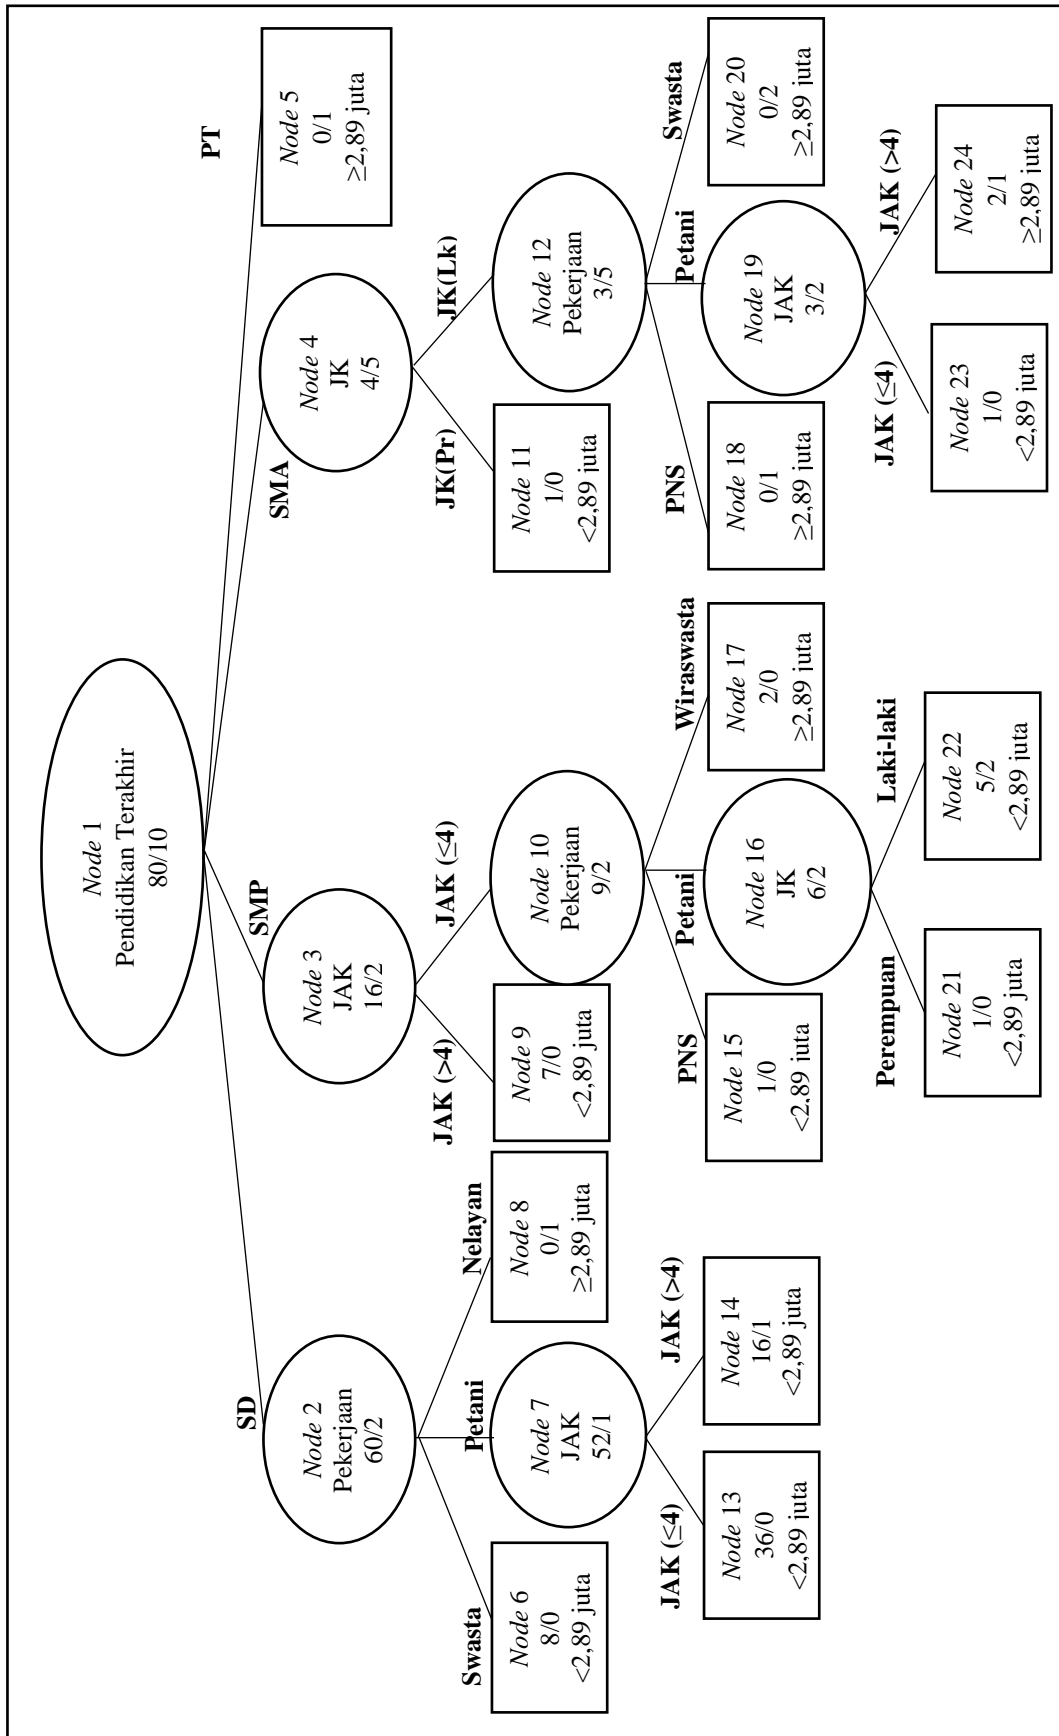 Node 1
Pendidikan Terakhir
80/10
SD
SMP
SMA
PT
Node 2
Pekerjaan
60/2
Node 3
JAK
16/2
Node 4
JK
4/5
Node 5
0/1
≥2,89 juta
Swasta
Petani
Nelayan
JAK (>4)
JAK (≤4)
JK(Pr)
JK(Lk)
Node 6
8/0
<2,89 juta
Node 7
JAK
52/1
Node 8
0/1
≥2,89 juta
Node 9
7/0
<2,89 juta
Node 10
Pekerjaan
9/2
Node 11
1/0
<2,89 juta
Node 12
Pekerjaan
3/5
JAK (≤4)
JAK (>4)
PNS
Petani
Wiraswasta
PNS
Petani
Swasta
Node 13
36/0
<2,89 juta
Node 14
16/1
<2,89 juta
Node 15
1/0
<2,89 juta
Node 16
JK
6/2
Node 17
2/0
≥2,89 juta
Node 18
0/1
≥2,89 juta
Node 19
JAK
3/2
Node 20
0/2
≥2,89 juta
Perempuan
Laki-laki
JAK (≤4)
JAK (>4)
Node 21
1/0
<2,89 juta
Node 22
5/2
<2,89 juta
Node 23
1/0
<2,89 juta
Node 24
2/1
≥2,89 juta